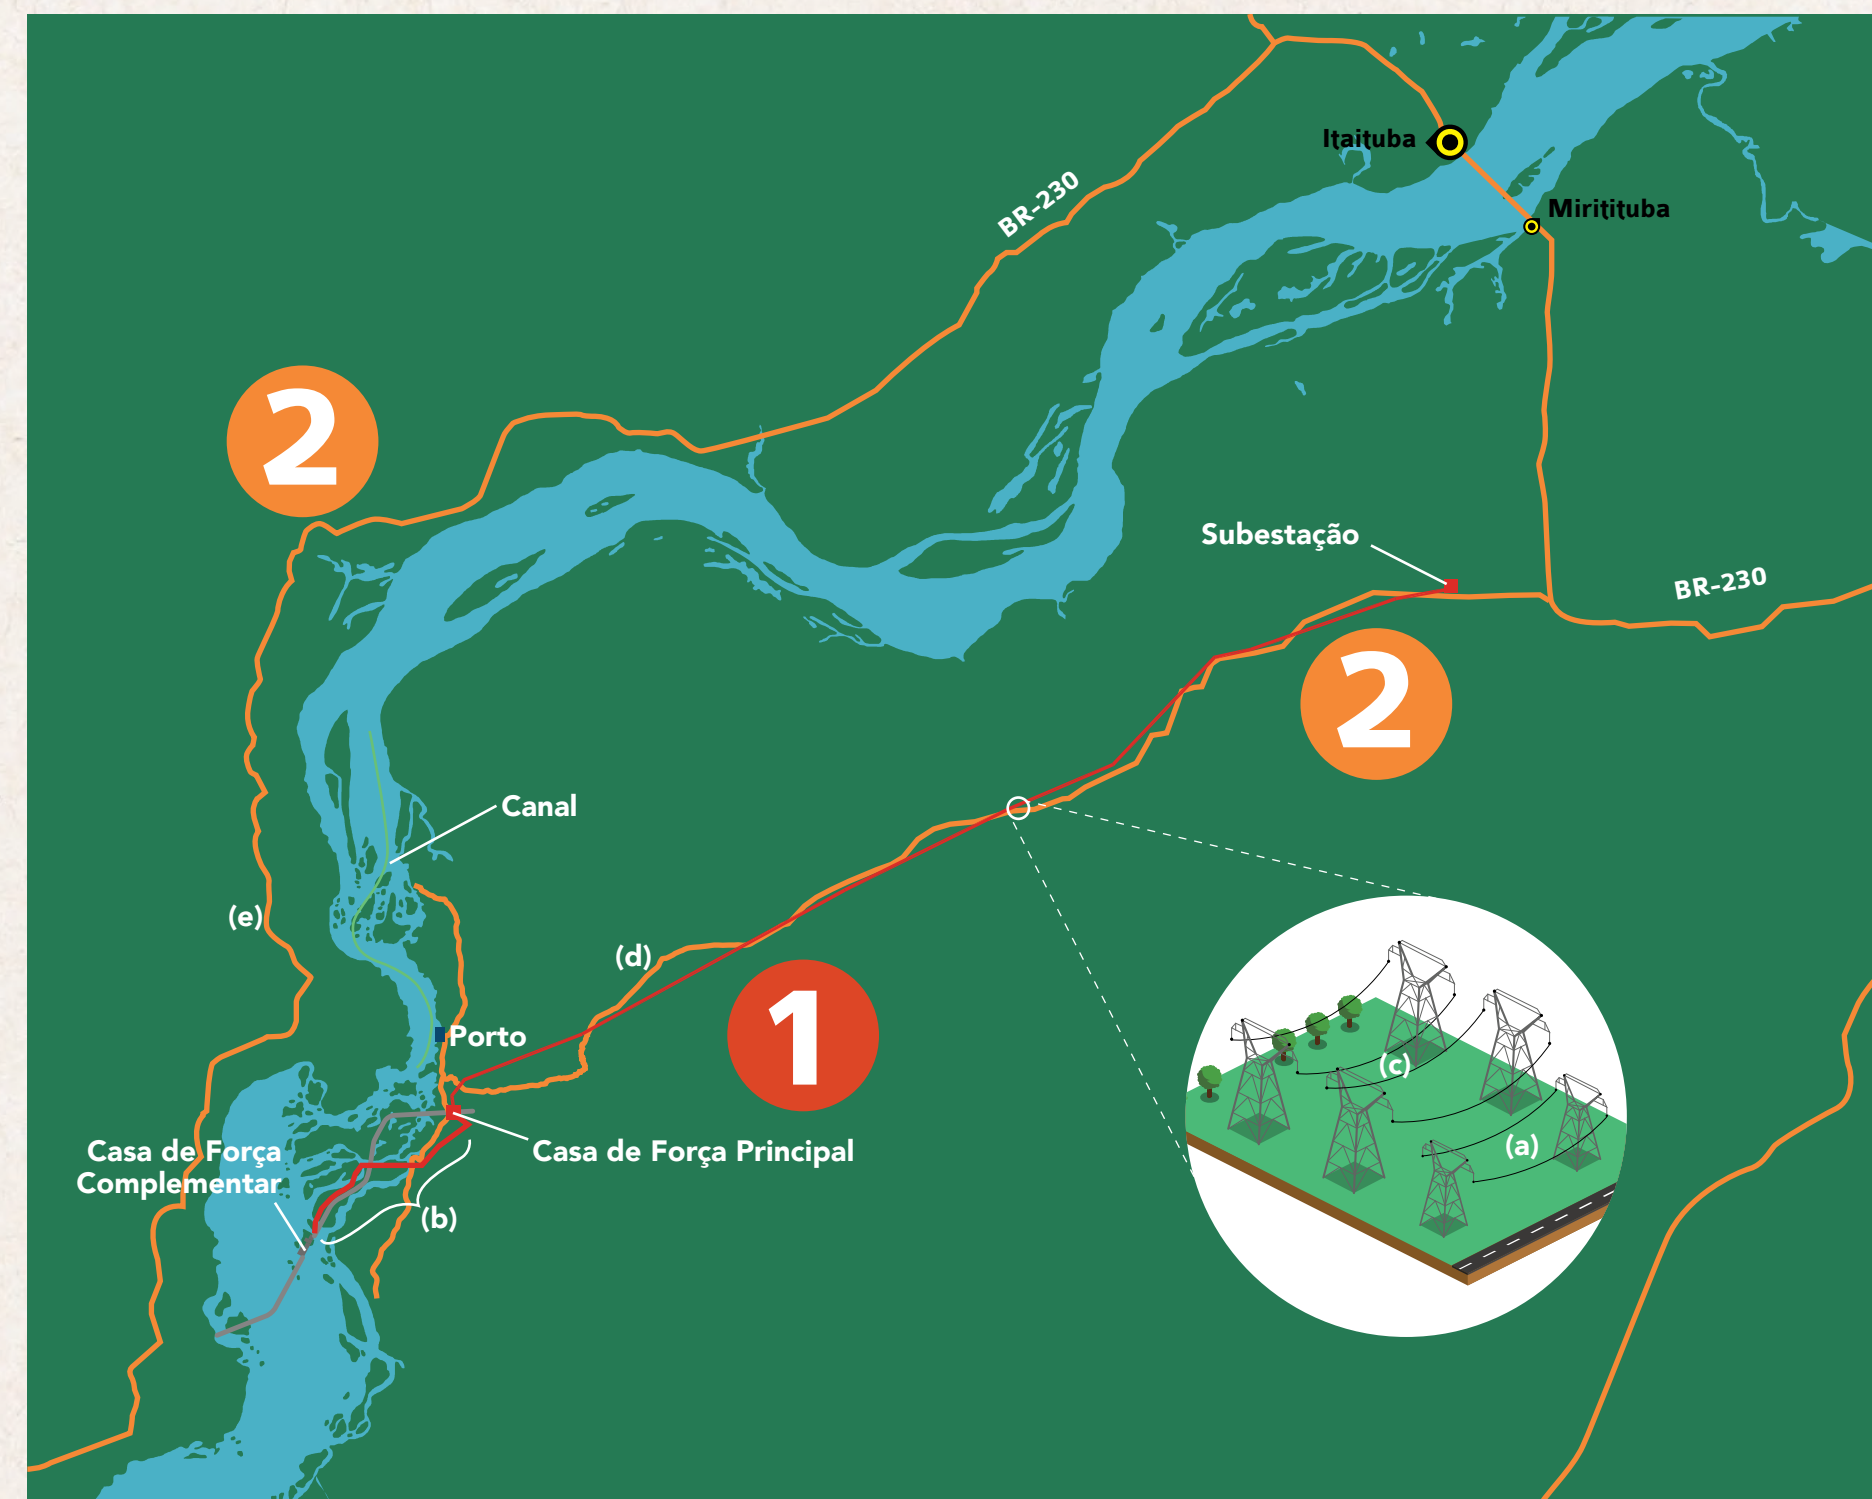 Itaituba
Miritituba
BR-230
2
Subestação
BR-230
2
Canal
(e)
(d)
1
Porto
(c)
(a)
Casa de Força
Complementar
Casa de Força Principal
(b)